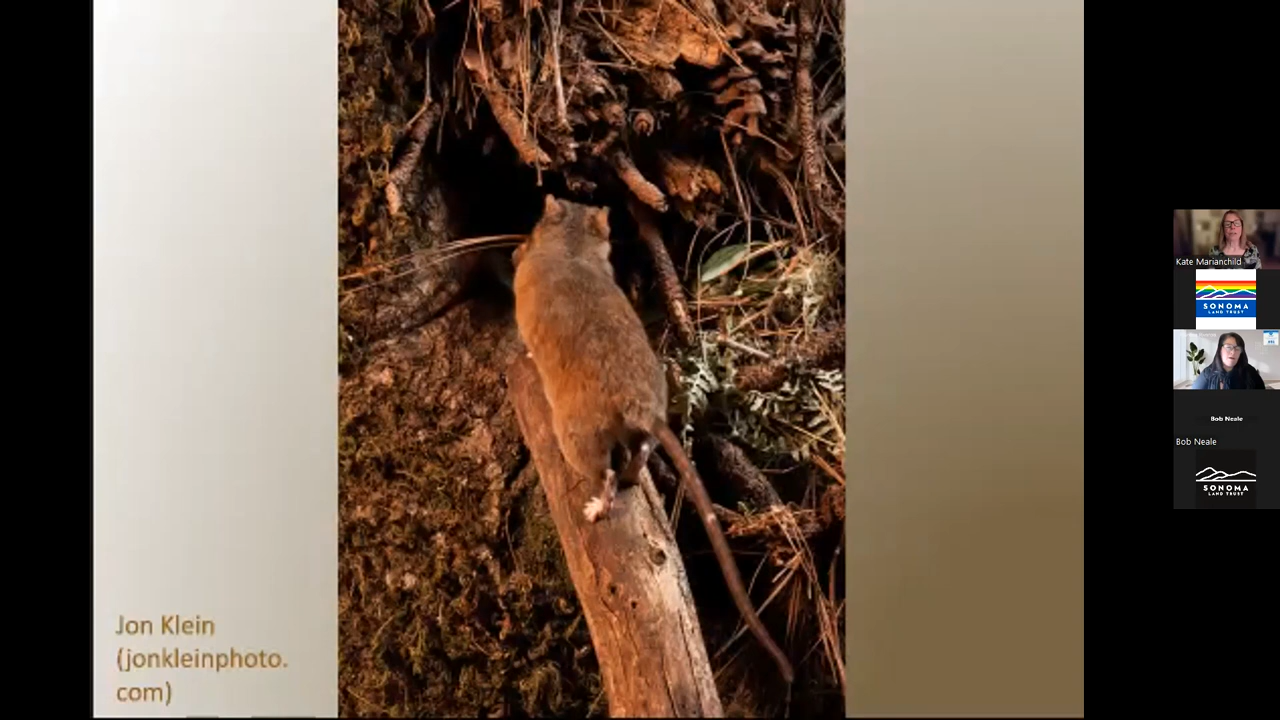 Jon Klein
(jonkleinphoto.
com)
Kate Marianchild
SONOMA
LAND TRUST
Bob Neale
Bob Neale
SONOMA
LAND TRUST